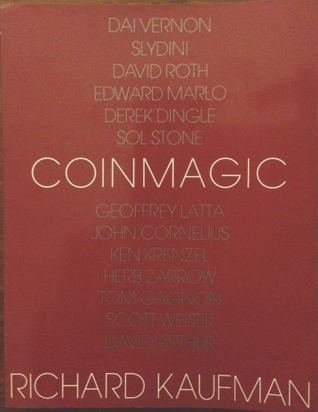 DAI VERNON
SLYDINI
DAVID ROTH
EDWARD MARLO
DEREK DINGLE
SOL STONE
COINMAGIC
GEOFFREY LATTA
JOHN CORNELIUS
KEN KRENZEL
HERB ZARROW
TOM GAGNON
SCOTT WEISER
DAVID ARTHUR
RICHARD KAUFMAN